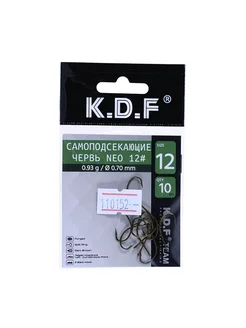 K.D.F®
САМОПОДСЕКАЮЩИЕ
ЧЕРВЬ NEO 12#
0.93 g / Ø 0.70 mm
SIZE
12
QTY
10
110152
K.D.F TEAM